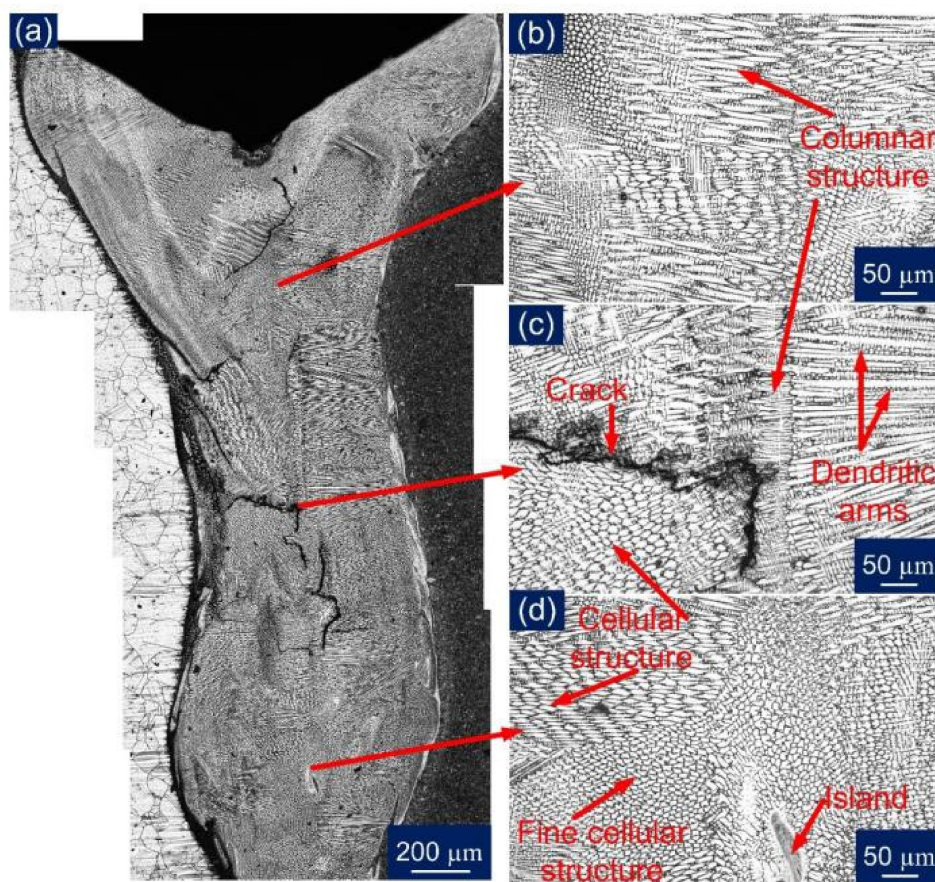 (a)
200 μm
(b)
Columnar
structure
50 μm
(c)
Crack
Dendritic
arms
50 μm
(d)
Cellular
structure
Fine cellular
structure
Island
50 μm